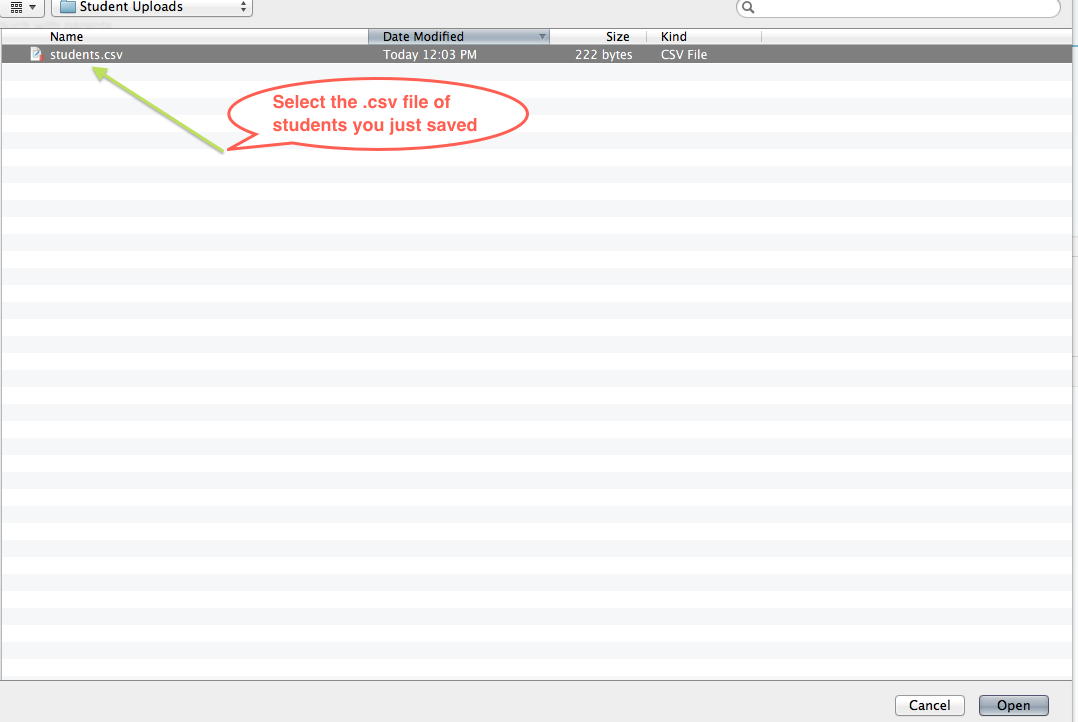 Student Uploads
Name Date Modified Size Kind
students.csv Today 12:03 PM 222 bytes CSV File
Select the .csv file of
students you just saved
Cancel Open